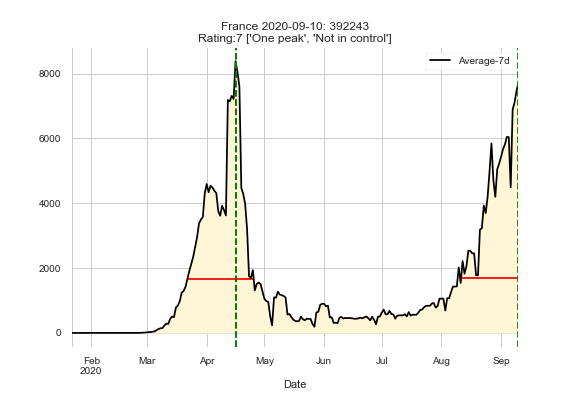 France 2020-09-10: 392243
Rating:7 ['One peak', 'Not in control']
Average-7d
8000
6000
4000
2000
0
Feb Mar Apr May Jun Jul Aug Sep
2020
Date